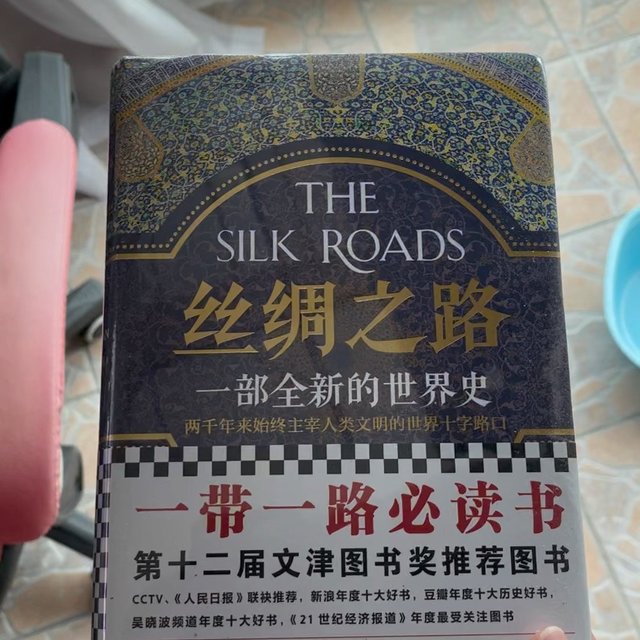 THE
SILK ROADS
丝绸之路
一部全新的世界史
两千年来始终主宰人类文明的世界十字路口
一带一路必读书
第十二届文津图书奖推荐图书
CCTV、《人民日报》联袂推荐，新浪年度十大好书，豆瓣年度十大历史好书，
吴晓波频道年度十大好书，《21世纪经济报道》年度最受关注图书